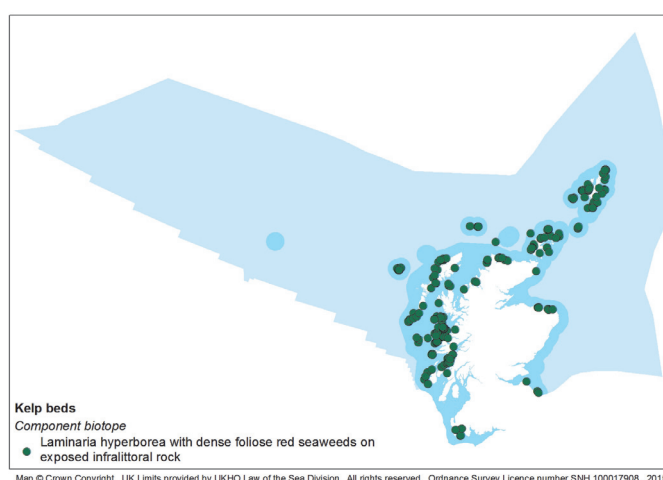 Kelp beds
Component biotope
Laminaria hyperborea with dense foliose red seaweeds on
exposed infralittoral rock
Map © Crown Copyright. UK Limits provided by UKHO Law of the Sea Division. All rights reserved. Ordnance Survey Licence number SNH 100017908